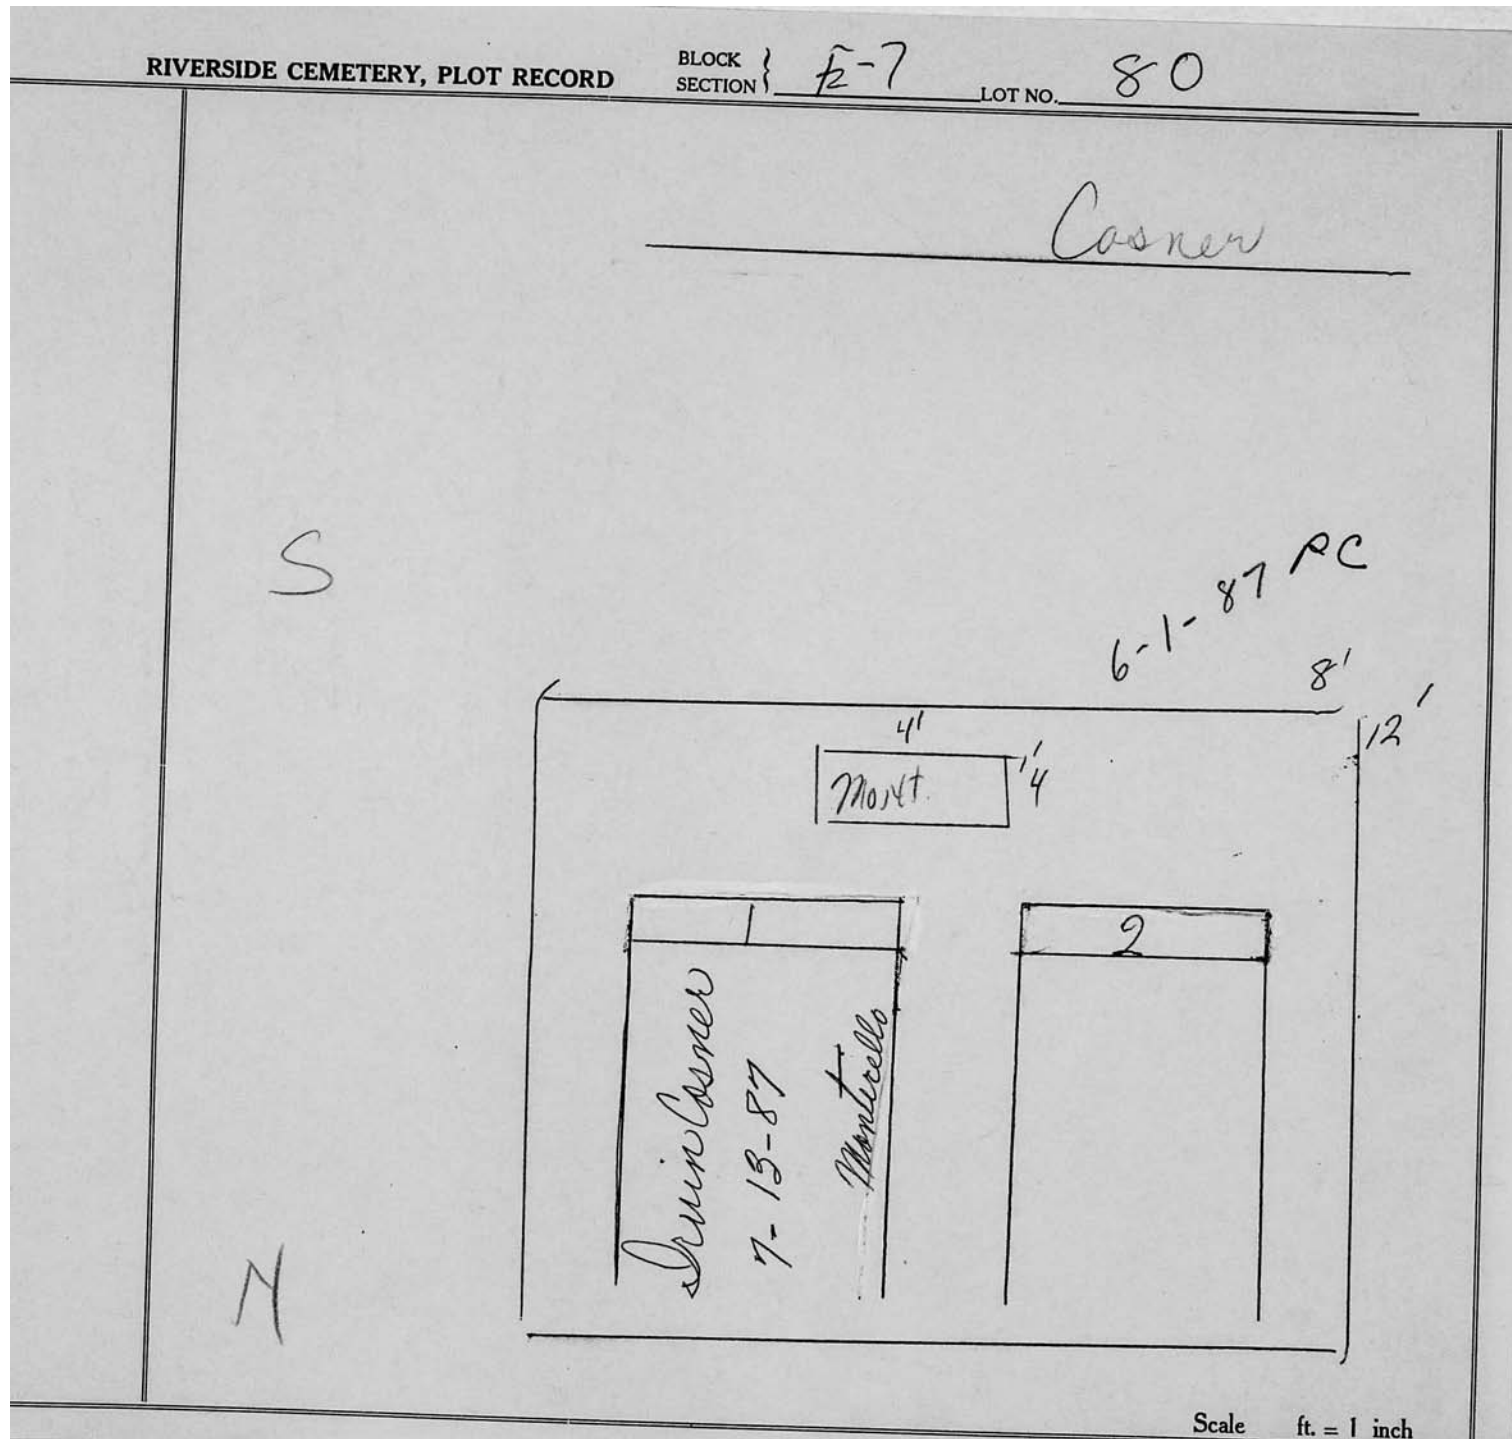 RIVERSIDE CEMETERY, PLOT RECORD BLOCK SECTION E-7 LOT NO. 80
Cosner
S
6-1-87 PC
8'
12'
4'
1'4
1
2
Irvin Cosner
7-13-87
Monticello
N
Scale ft. = 1 inch